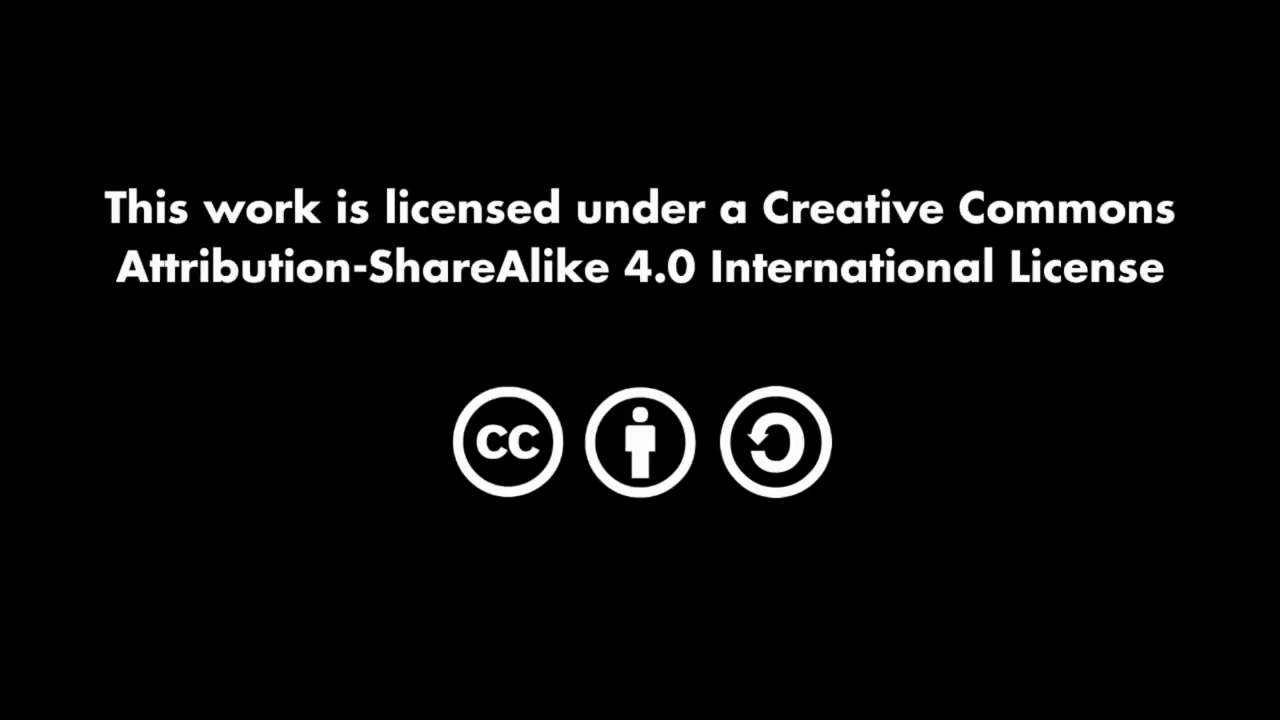 This work is licensed under a Creative Commons
Attribution-ShareAlike 4.0 International License
cc